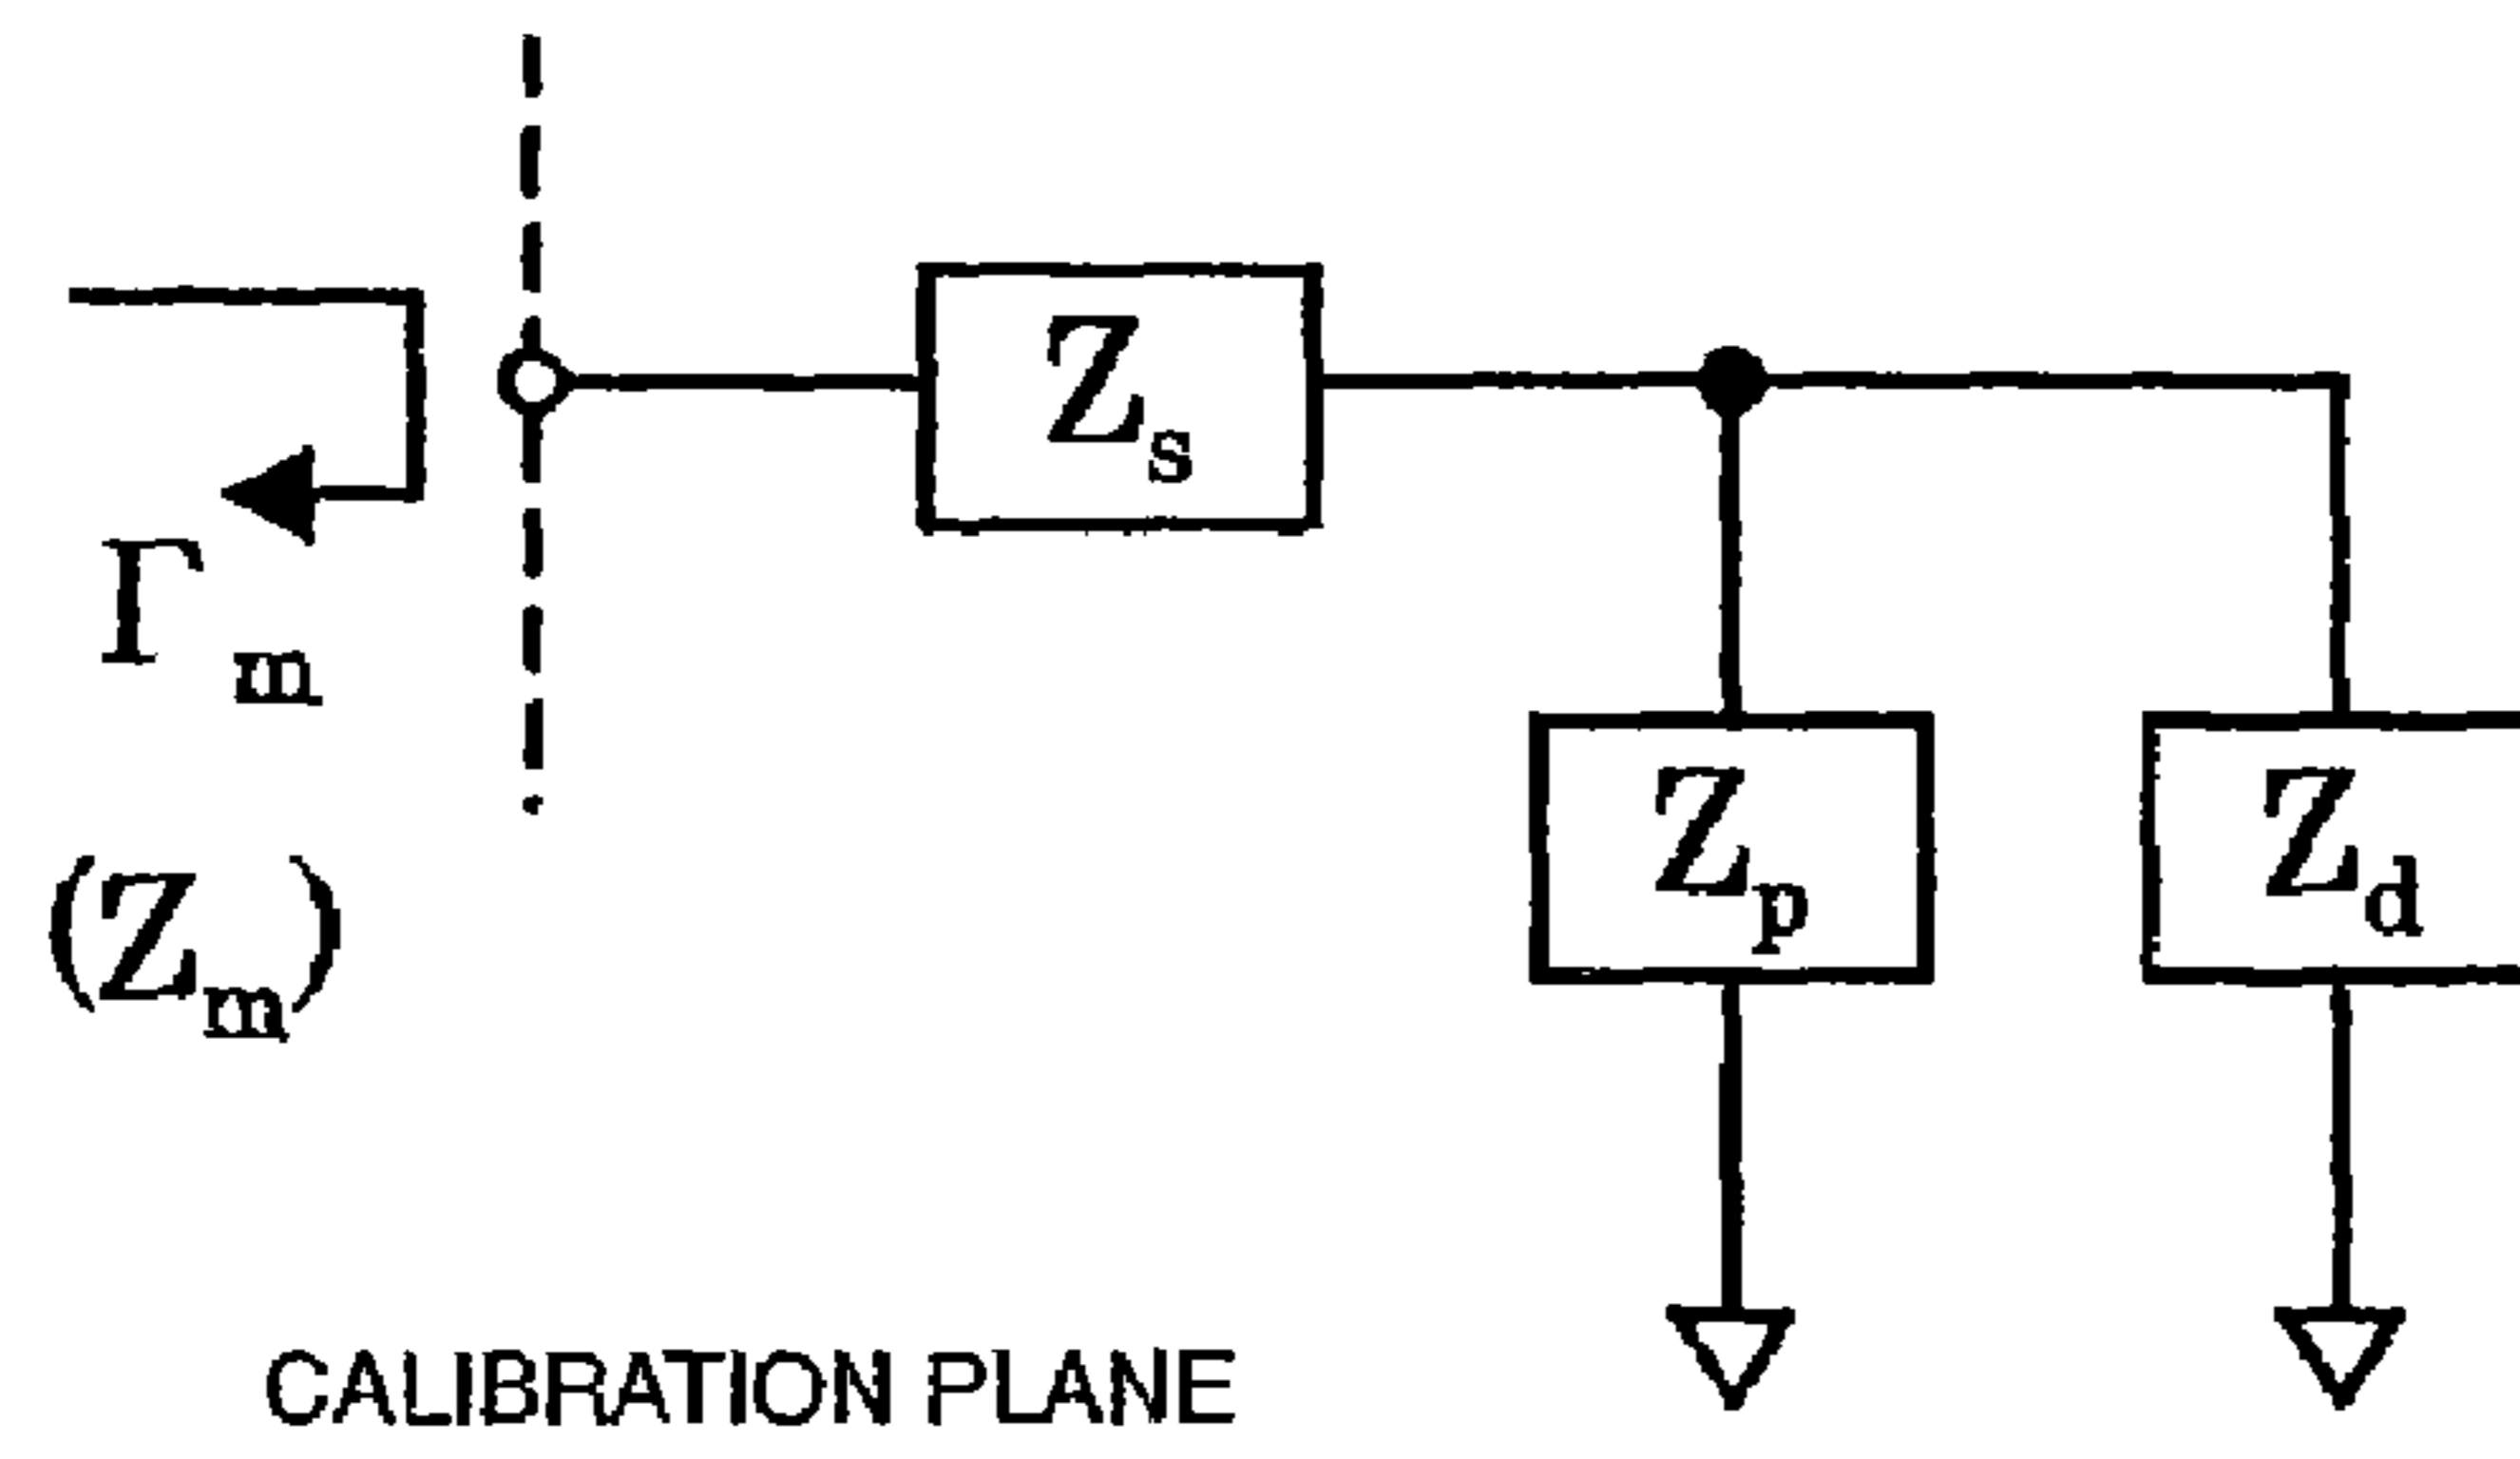 Zs
Γm
Zp
Zd
(Zm)
CALIBRATION PLANE